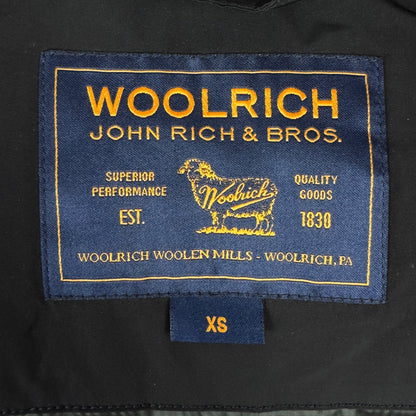 WOOLRICH
JOHN RICH & BROS.
SUPERIOR
PERFORMANCE
Woolrich
QUALITY
GOODS
EST.
1830
WOOLRICH WOOLEN MILLS - WOOLRICH, PA
XS